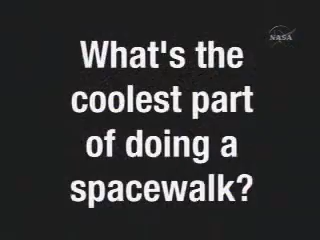 NASA
What's the
coolest part
of doing a
spacewalk?